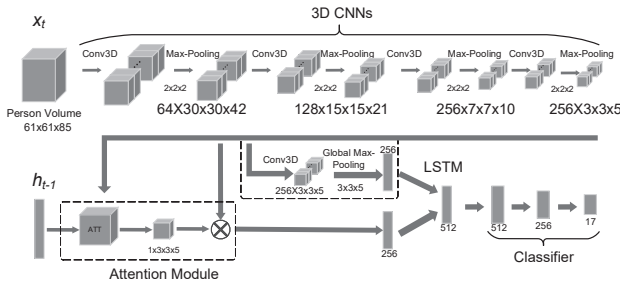 3D CNNs
xt
Conv3D Max-Pooling Conv3D Max-Pooling Conv3D Max-Pooling Conv3D Max-Pooling
2x2x2 2x2x2 2x2x2 2x2x2
Person Volume
61x61x85
64X30x30x42 128x15x15x21 256x7x7x10 256X3x3x5
ht-1
Conv3D
Global Max-
Pooling
256
LSTM
256X3x3x5
3x3x5
ATT
1x3x3x5
256
512
512
256
17
Attention Module
Classifier